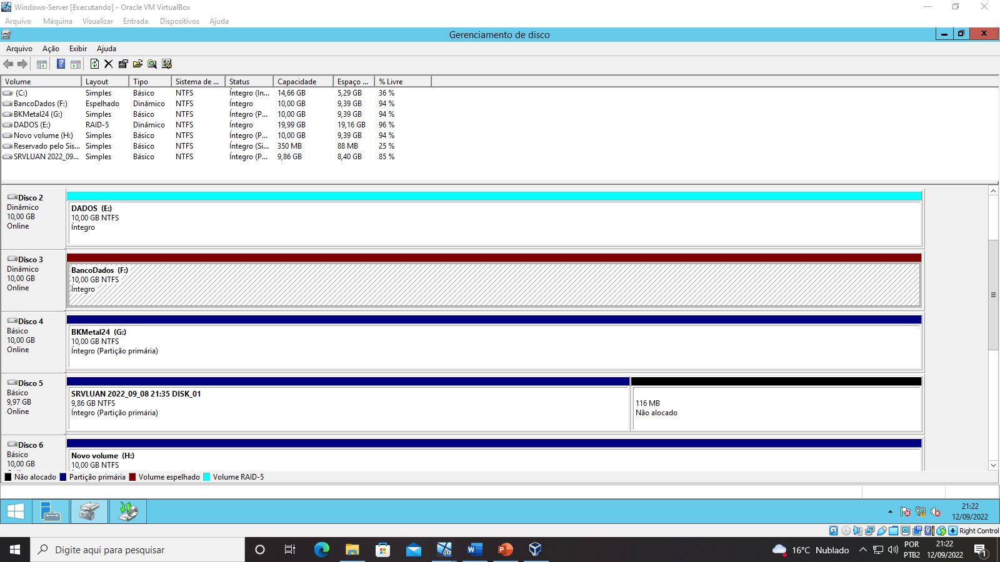 Windows-Server [Executando] - Oracle VM VirtualBox
Arquivo Máquina Visualizar Entrada Dispositivos Ajuda
Gerenciamento de disco
Arquivo Ação Exibir Ajuda
Volume Layout Tipo Sistema de ... Status Capacidade Espaço ... % Livre
(C:) Simples Básico NTFS Íntegro (In... 14,66 GB 5,29 GB 36 %
BancoDados (F:) Espelhado Dinâmico NTFS Íntegro 10,00 GB 9,39 GB 94 %
BKMetal24 (G:) Simples Básico NTFS Íntegro (P... 10,00 GB 9,39 GB 94 %
DADOS (E:) RAID-5 Dinâmico NTFS Íntegro 19,99 GB 19,16 GB 96 %
Novo volume (H:) Simples Básico NTFS Íntegro (P... 10,00 GB 9,39 GB 94 %
Reservado pelo Sis... Simples Básico NTFS Íntegro (Si... 350 MB 88 MB 25 %
SRVLUAN 2022_09... Simples Básico NTFS Íntegro (P... 9,86 GB 8,40 GB 85 %
Disco 2
Dinâmico
10,00 GB
Online
DADOS (E:)
10,00 GB NTFS
Íntegro
Disco 3
Dinâmico
10,00 GB
Online
BancoDados (F:)
10,00 GB NTFS
Íntegro
Disco 4
Básico
10,00 GB
Online
BKMetal24 (G:)
10,00 GB NTFS
Íntegro (Partição primária)
Disco 5
Básico
9,97 GB
Online
SRVLUAN 2022_09_08 21:35 DISK_01
9,86 GB NTFS
Íntegro (Partição primária)
116 MB
Não alocado
Disco 6
Básico
10,00 GB
Novo volume (H:)
10,00 GB NTFS
Não alocado Partição primária Volume espelhado Volume RAID-5
21:22
12/09/2022
Right Control
Digite aqui para pesquisar
10
16°C Nublado
POR
PTB2
21:22
12/09/2022
1